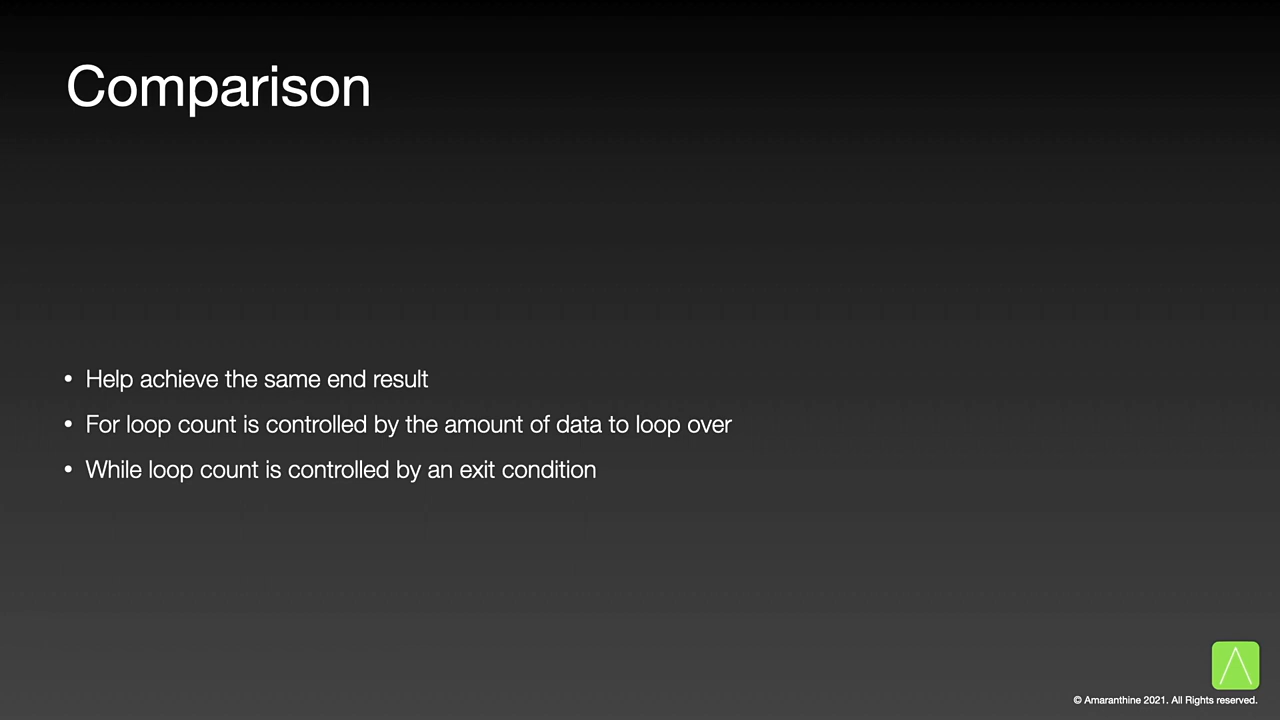 Comparison
• Help achieve the same end result
• For loop count is controlled by the amount of data to loop over
• While loop count is controlled by an exit condition
© Amaranthine 2021. All Rights reserved.